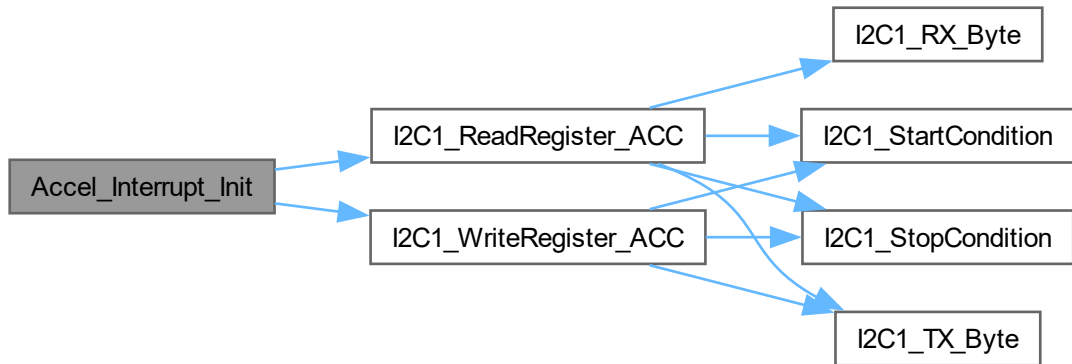 Accel_Interrupt_Init
I2C1_ReadRegister_ACC
I2C1_WriteRegister_ACC
I2C1_RX_Byte
I2C1_StartCondition
I2C1_StopCondition
I2C1_TX_Byte